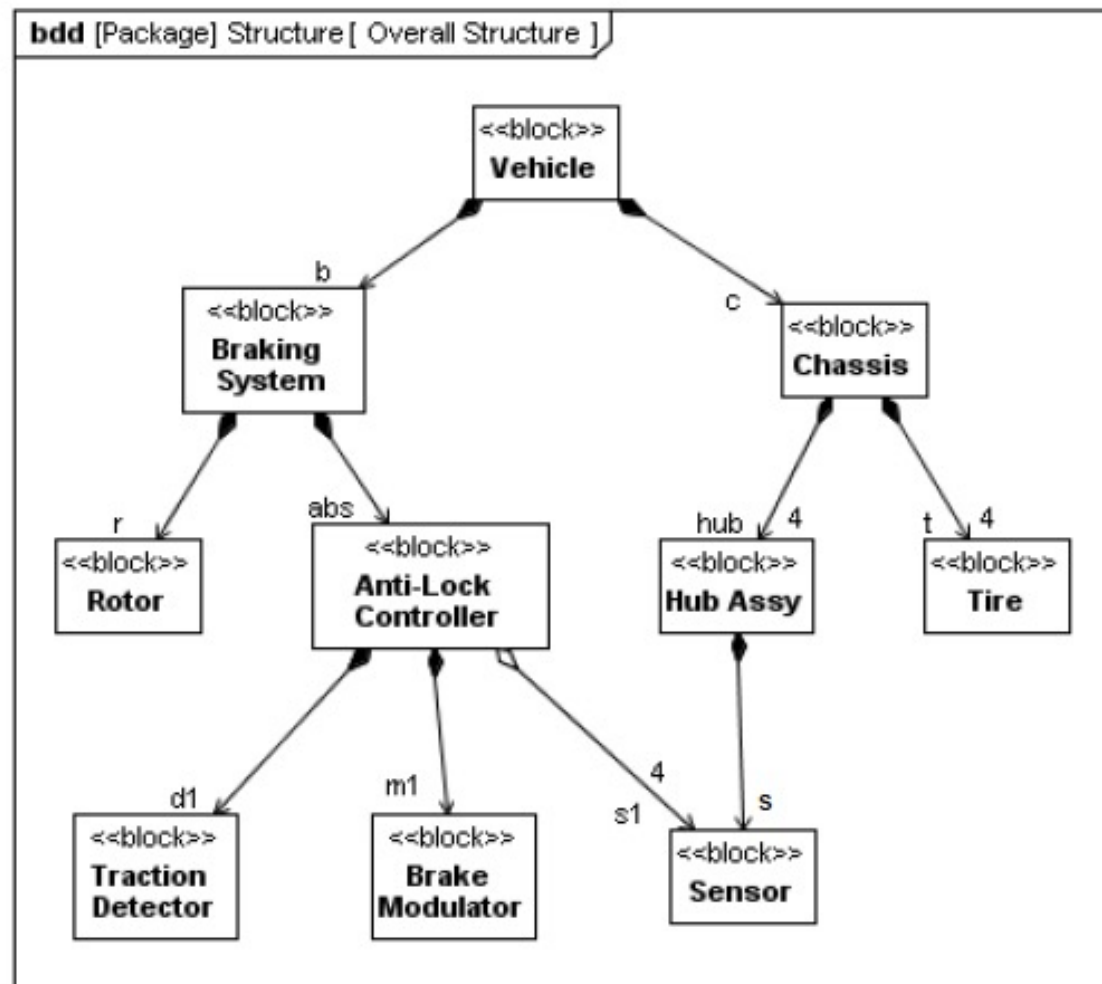 bdd [Package] Structure [ Overall Structure ]
<<block>>
Vehicle
b
c
<<block>>
Braking
System
<<block>>
Chassis
r
abs
hub
4
t
4
<<block>>
Rotor
<<block>>
Anti-Lock
Controller
<<block>>
Hub Assy
<<block>>
Tire
d1
m1
4
s1
s
<<block>>
Traction
Detector
<<block>>
Brake
Modulator
<<block>>
Sensor